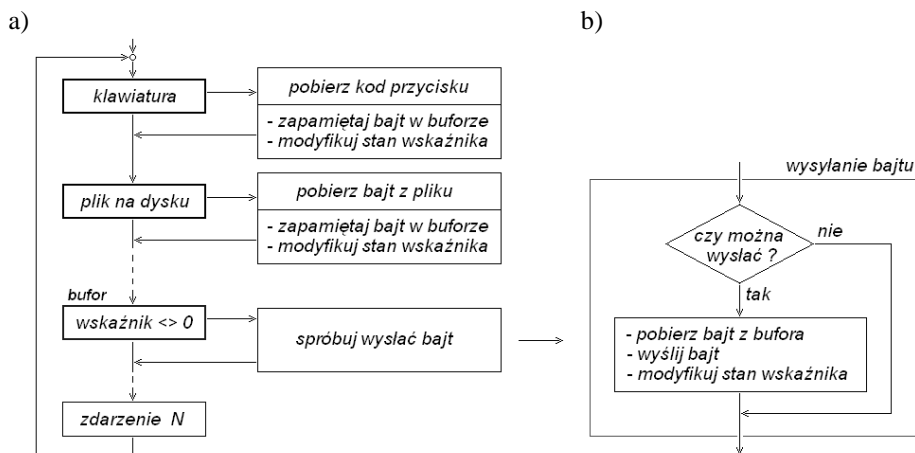 a)
klawiatura
pobierz kod przycisku
- zapamiętaj bajt w buforze
- modyfikuj stan wskaźnika
plik na dysku
pobierz bajt z pliku
- zapamiętaj bajt w buforze
- modyfikuj stan wskaźnika
bufor
wskaźnik <> 0
spróbuj wysłać bajt
zdarzenie N
b)
wysyłanie bajtu
czy można
wysłać ?
nie
tak
- pobierz bajt z bufora
- wyślij bajt
- modyfikuj stan wskaźnika